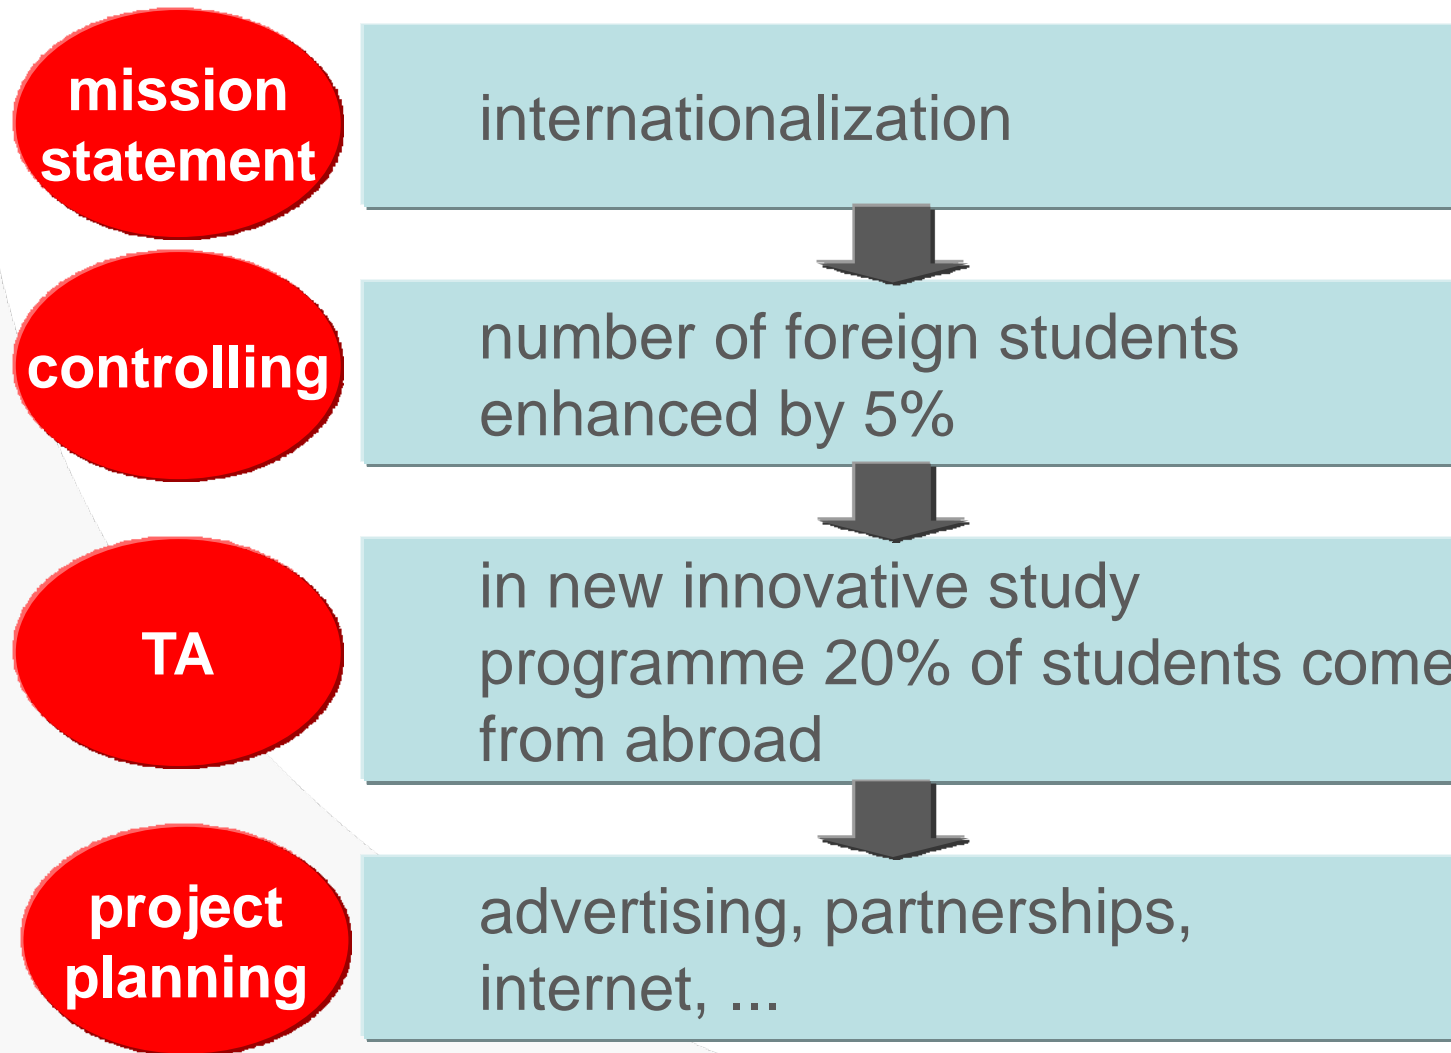 mission
statement
internationalization
controlling
number of foreign students
enhanced by 5%
TA
in new innovative study
programme 20% of students come
from abroad
project
planning
advertising, partnerships,
internet, ...